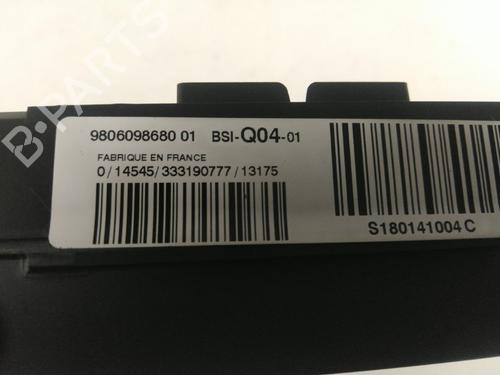 9806098680 01 BSI-Q04-01
FABRIQUE EN FRANCE
0/14545/333190777/13175
S180141004 C
B-PARTS